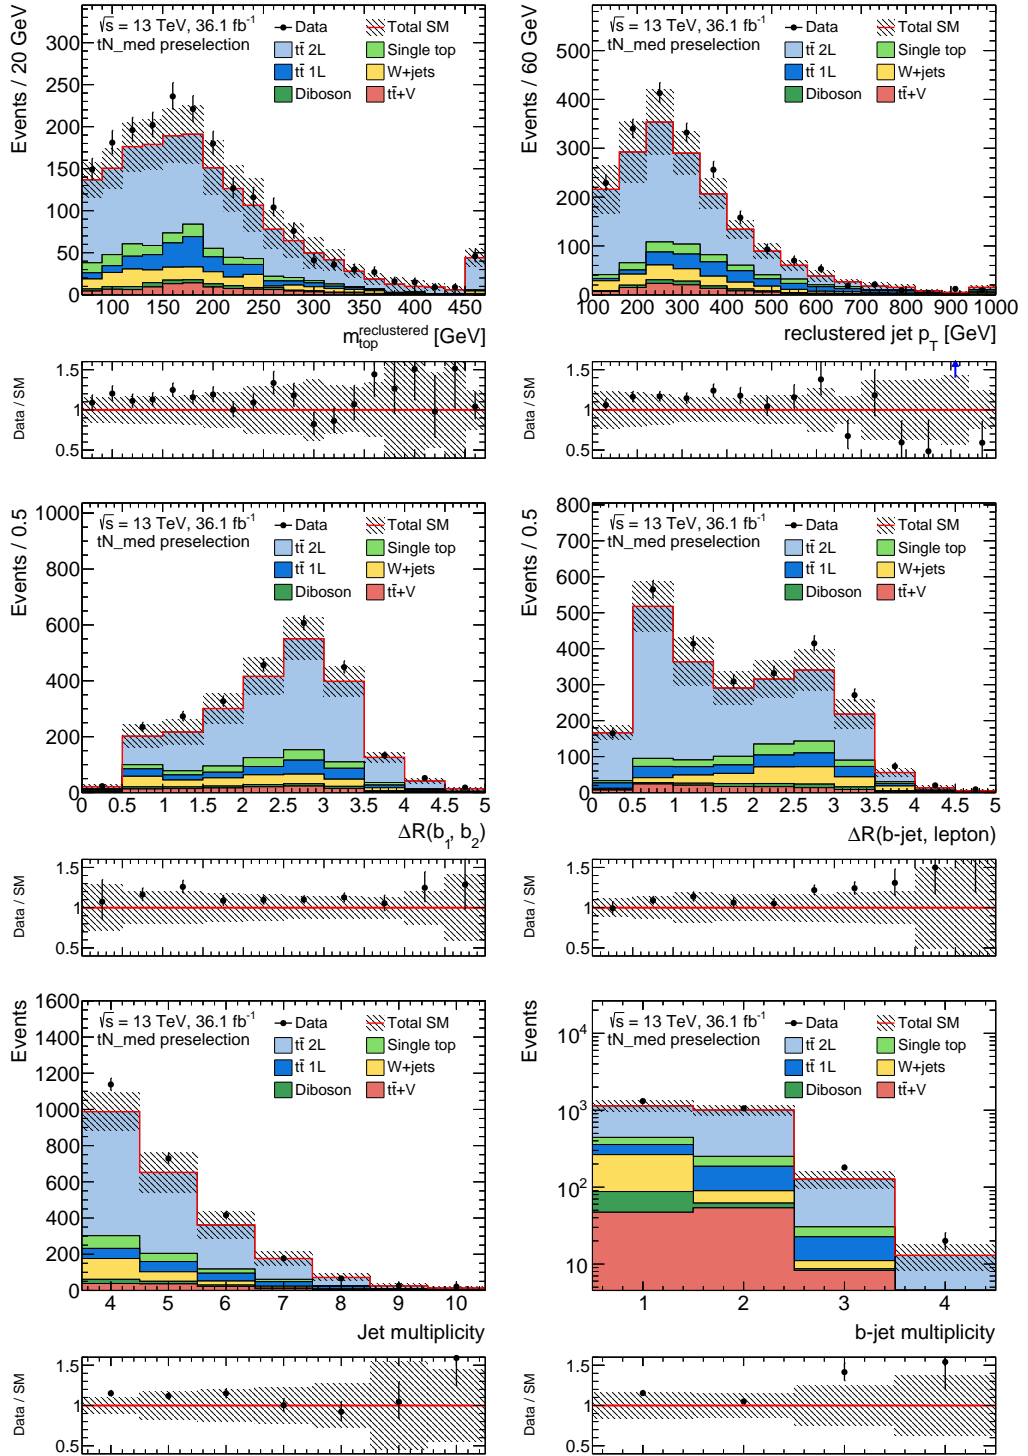 Events / 20 GeV
√s = 13 TeV, 36.1 fb⁻¹
tN_med preselection
Data
Total SM
tt̄ 2L
Single top
tt̄ 1L
W+jets
Diboson
tt̄+V
300
250
200
150
100
50
0
100 150 200 250 300 350 400 450
m_top^reclustered [GeV]
Data / SM
1.5
1
0.5
Events / 60 GeV
√s = 13 TeV, 36.1 fb⁻¹
tN_med preselection
Data
Total SM
tt̄ 2L
Single top
tt̄ 1L
W+jets
Diboson
tt̄+V
500
400
300
200
100
0
100 200 300 400 500 600 700 800 900 1000
reclustered jet p_T [GeV]
Data / SM
1.5
1
0.5
Events / 0.5
√s = 13 TeV, 36.1 fb⁻¹
tN_med preselection
Data
Total SM
tt̄ 2L
Single top
tt̄ 1L
W+jets
Diboson
tt̄+V
1000
800
600
400
200
0
0 0.5 1 1.5 2 2.5 3 3.5 4 4.5 5
ΔR(b₁, b₂)
Data / SM
1.5
1
0.5
Events / 0.5
√s = 13 TeV, 36.1 fb⁻¹
tN_med preselection
Data
Total SM
tt̄ 2L
Single top
tt̄ 1L
W+jets
Diboson
tt̄+V
800
700
600
500
400
300
200
100
0
0 0.5 1 1.5 2 2.5 3 3.5 4 4.5 5
ΔR(b-jet, lepton)
Data / SM
1.5
1
0.5
Events
√s = 13 TeV, 36.1 fb⁻¹
tN_med preselection
Data
Total SM
tt̄ 2L
Single top
tt̄ 1L
W+jets
Diboson
tt̄+V
1600
1400
1200
1000
800
600
400
200
0
4 5 6 7 8 9 10
Jet multiplicity
Data / SM
1.5
1
0.5
Events
√s = 13 TeV, 36.1 fb⁻¹
tN_med preselection
Data
Total SM
tt̄ 2L
Single top
tt̄ 1L
W+jets
Diboson
tt̄+V
10⁴
10³
10²
10
1 2 3 4
b-jet multiplicity
Data / SM
1.5
1
0.5